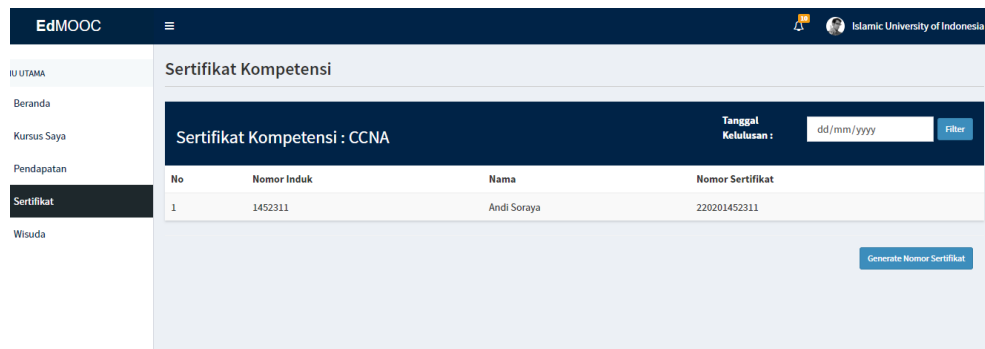 EdMOOC
10
Islamic University of Indonesia
IU UTAMA
Beranda
Kursus Saya
Pendapatan
Sertifikat
Wisuda
Sertifikat Kompetensi
Sertifikat Kompetensi : CCNA
Tanggal
Kelulusan :
dd/mm/yyyy
Filter
No Nomor Induk Nama Nomor Sertifikat
1 1452311 Andi Soraya 220201452311
Generate Nomor Sertifikat